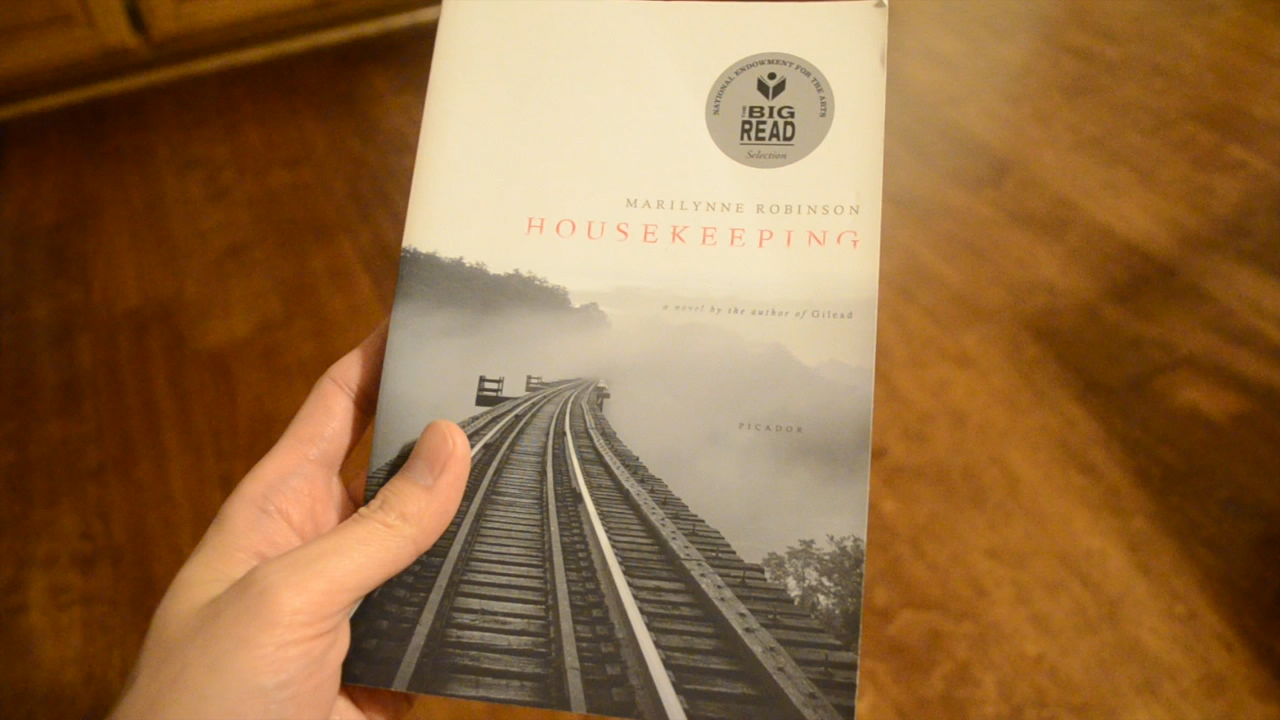 NATIONAL ENDOWMENT FOR THE ARTS
THE
BIG
READ
Selection
MARILYNNE ROBINSON
HOUSEKEEPING
a novel by the author of Gilead
PICADOR